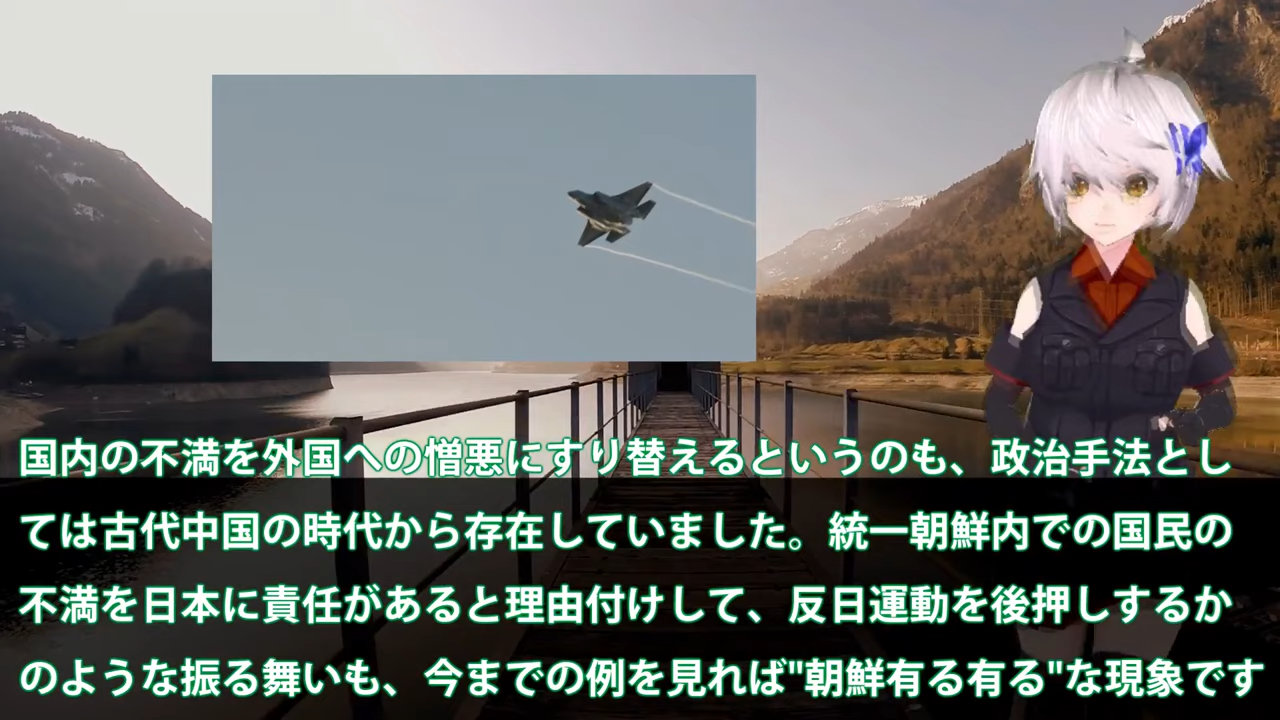 国内の不満を外国への憎悪にすり替えるというのも、政治手法とし
ては古代中国の時代から存在していました。統一朝鮮内での国民の
不満を日本に責任があると理由付けして、反日運動を後押しするか
のような振る舞いも、今までの例を見れば"朝鮮有る有る"な現象です